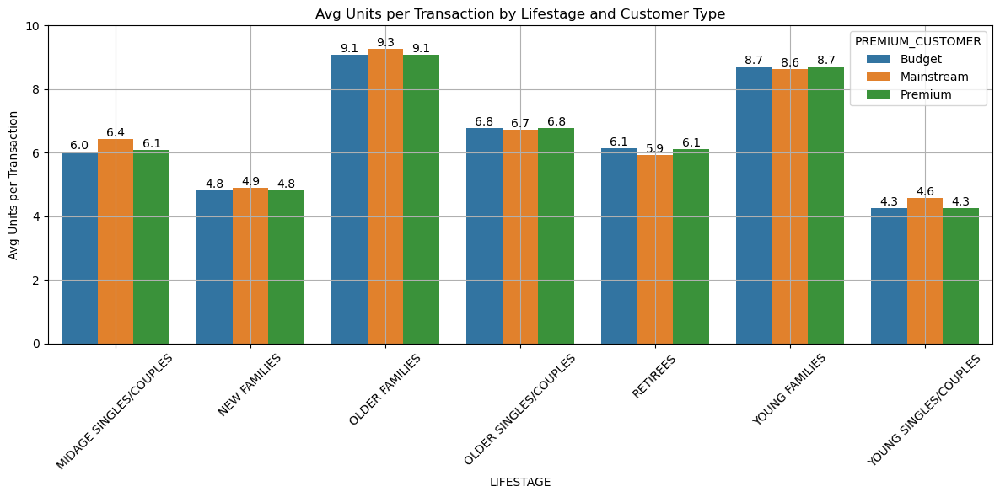 Avg Units per Transaction by Lifestage and Customer Type
Avg Units per Transaction
10
8
6
4
2
0
6.0 6.4 6.1
4.8 4.9 4.8
9.1 9.3 9.1
6.8 6.7 6.8
6.1 5.9 6.1
8.7 8.6 8.7
4.3 4.6 4.3
PREMIUM_CUSTOMER
Budget
Mainstream
Premium
MIDAGE SINGLES/COUPLES
NEW FAMILIES
OLDER FAMILIES
OLDER SINGLES/COUPLES
RETIREES
YOUNG FAMILIES
YOUNG SINGLES/COUPLES
LIFESTAGE